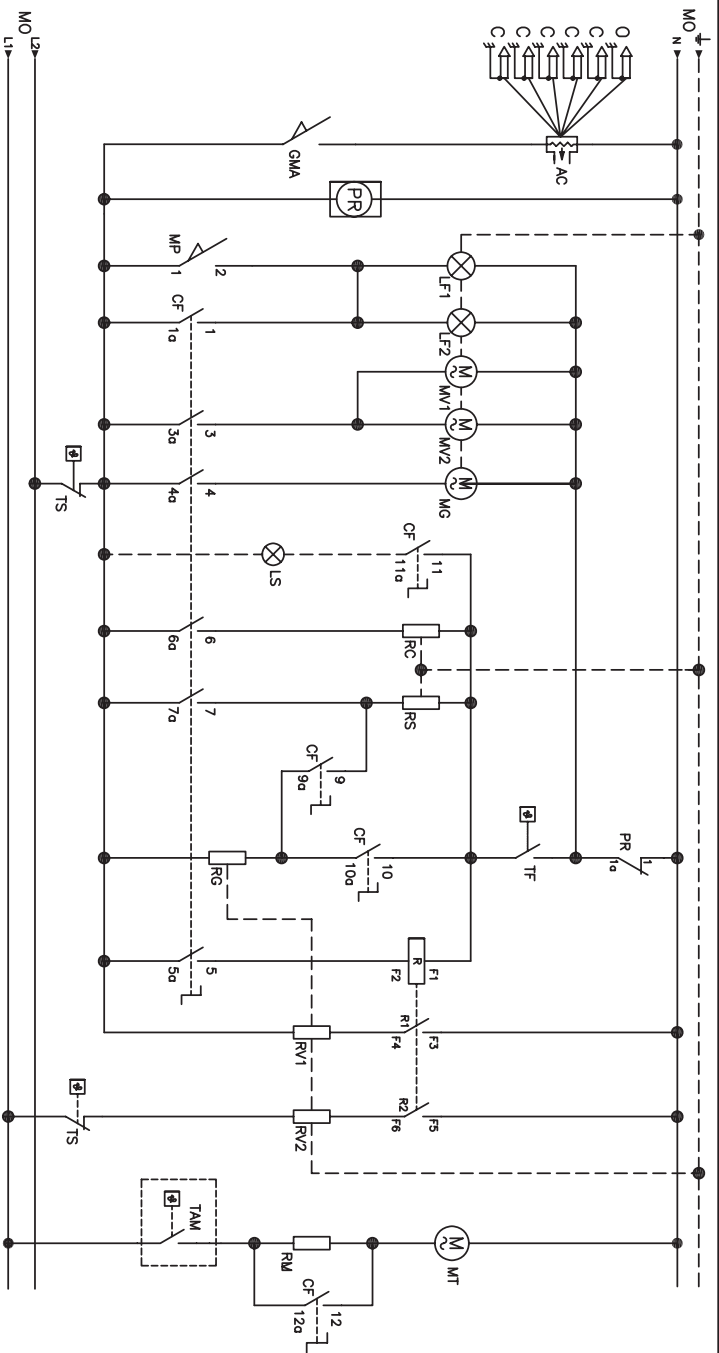 MO
L2
L1
MO
N
C
C
C
C
C
O
AC
GMA
PR
MP
1
2
LF1
CF
1a
1
LF2
MV1
3a
3
MV2
TS
4a
4
MG
LS
CF
11a
11
6a
6
RC
7a
7
RS
CF
9a
9
RG
CF
10a
10
TF
PR
1a
1
5a
5
R
F2
F1
RV1
R1
F4
F3
TS
RV2
R2
F6
F5
TAM
RM
MT
CF
12a
12
M
M
M
M